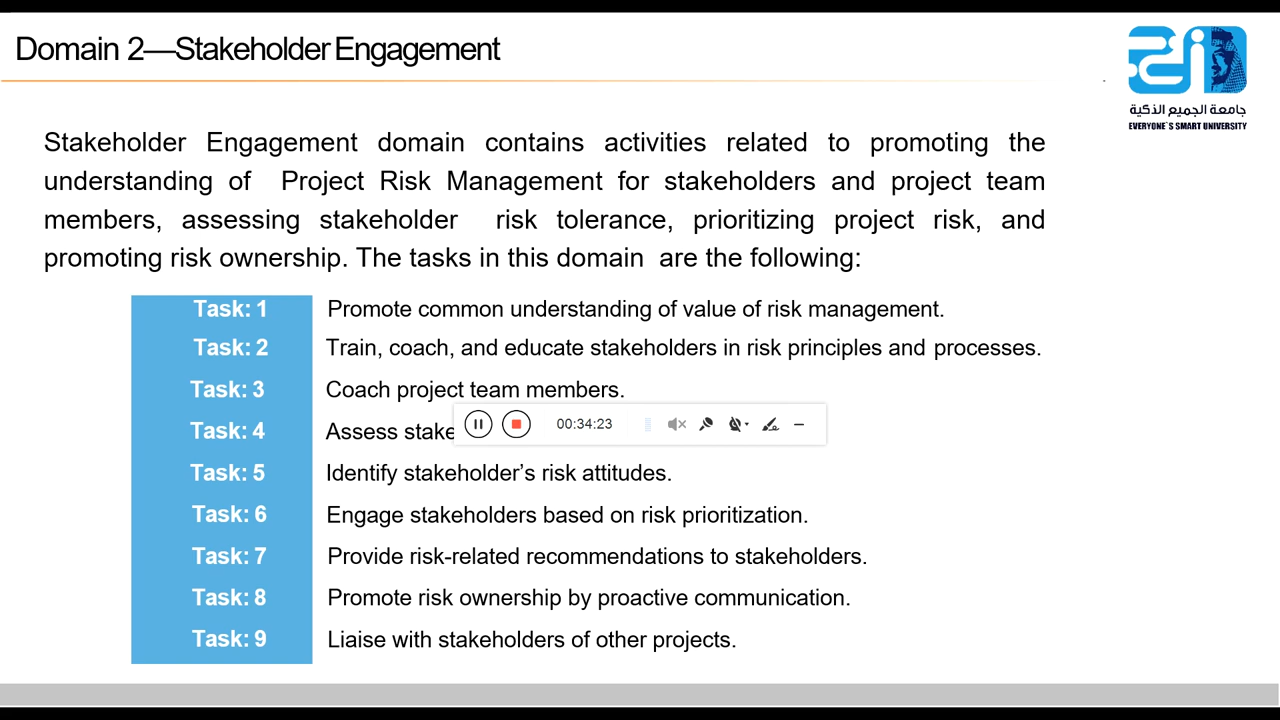 Domain 2—Stakeholder Engagement
جامعة الجميع الذكية
EVERYONE`S SMART UNIVERSITY
Stakeholder Engagement domain contains activities related to promoting the
understanding of Project Risk Management for stakeholders and project team
members, assessing stakeholder risk tolerance, prioritizing project risk, and
promoting risk ownership. The tasks in this domain are the following:
Task: 1 Promote common understanding of value of risk management.
Task: 2 Train, coach, and educate stakeholders in risk principles and processes.
Task: 3 Coach project team members.
Task: 4 Assess stake
00:34:23
Task: 5 Identify stakeholder’s risk attitudes.
Task: 6 Engage stakeholders based on risk prioritization.
Task: 7 Provide risk-related recommendations to stakeholders.
Task: 8 Promote risk ownership by proactive communication.
Task: 9 Liaise with stakeholders of other projects.